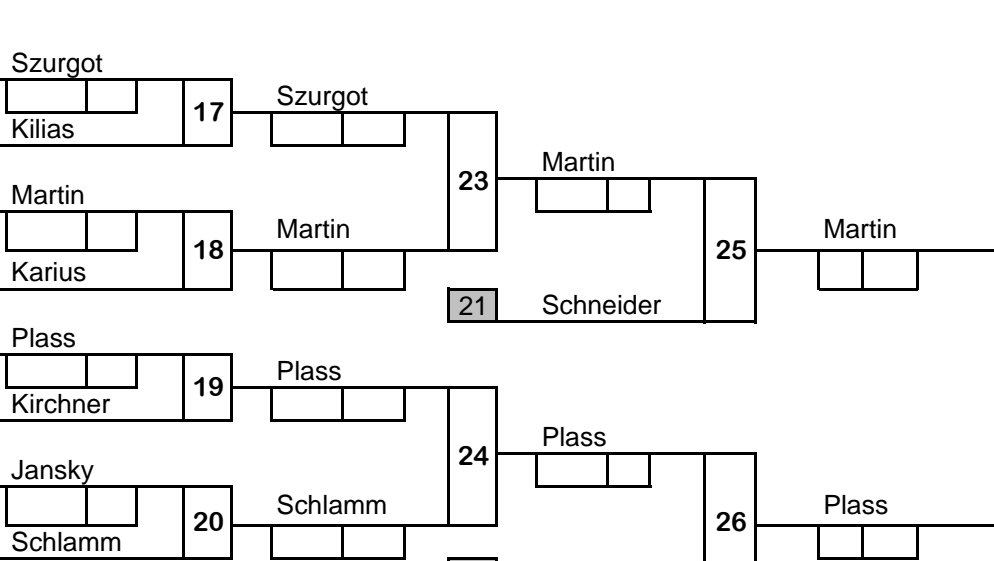 Szurgot
17
Szurgot
Kilias
23
Martin
Martin
18
Martin
25
Martin
Karius
21
Schneider
Plass
19
Plass
Kirchner
24
Plass
Jansky
20
Schlamm
26
Plass
Schlamm